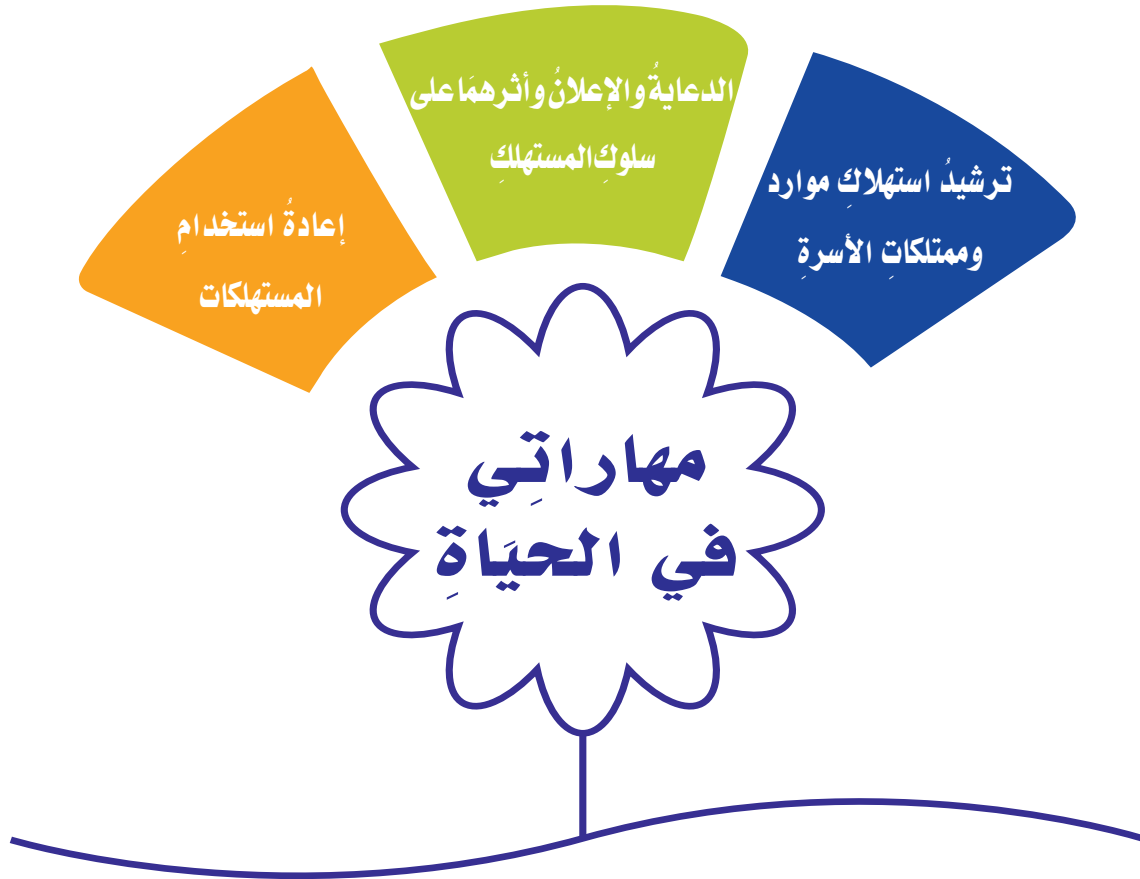 ترشيدُ استهلاكِ موارد
وممتلكاتِ الأسرةِ
الدعايةُ والإعلانُ وأثرهمَا على
سلوكِ المستهلكِ
إعادةُ استخدامِ
المستهلكات
مهاراتِي
في الحيَاةِ